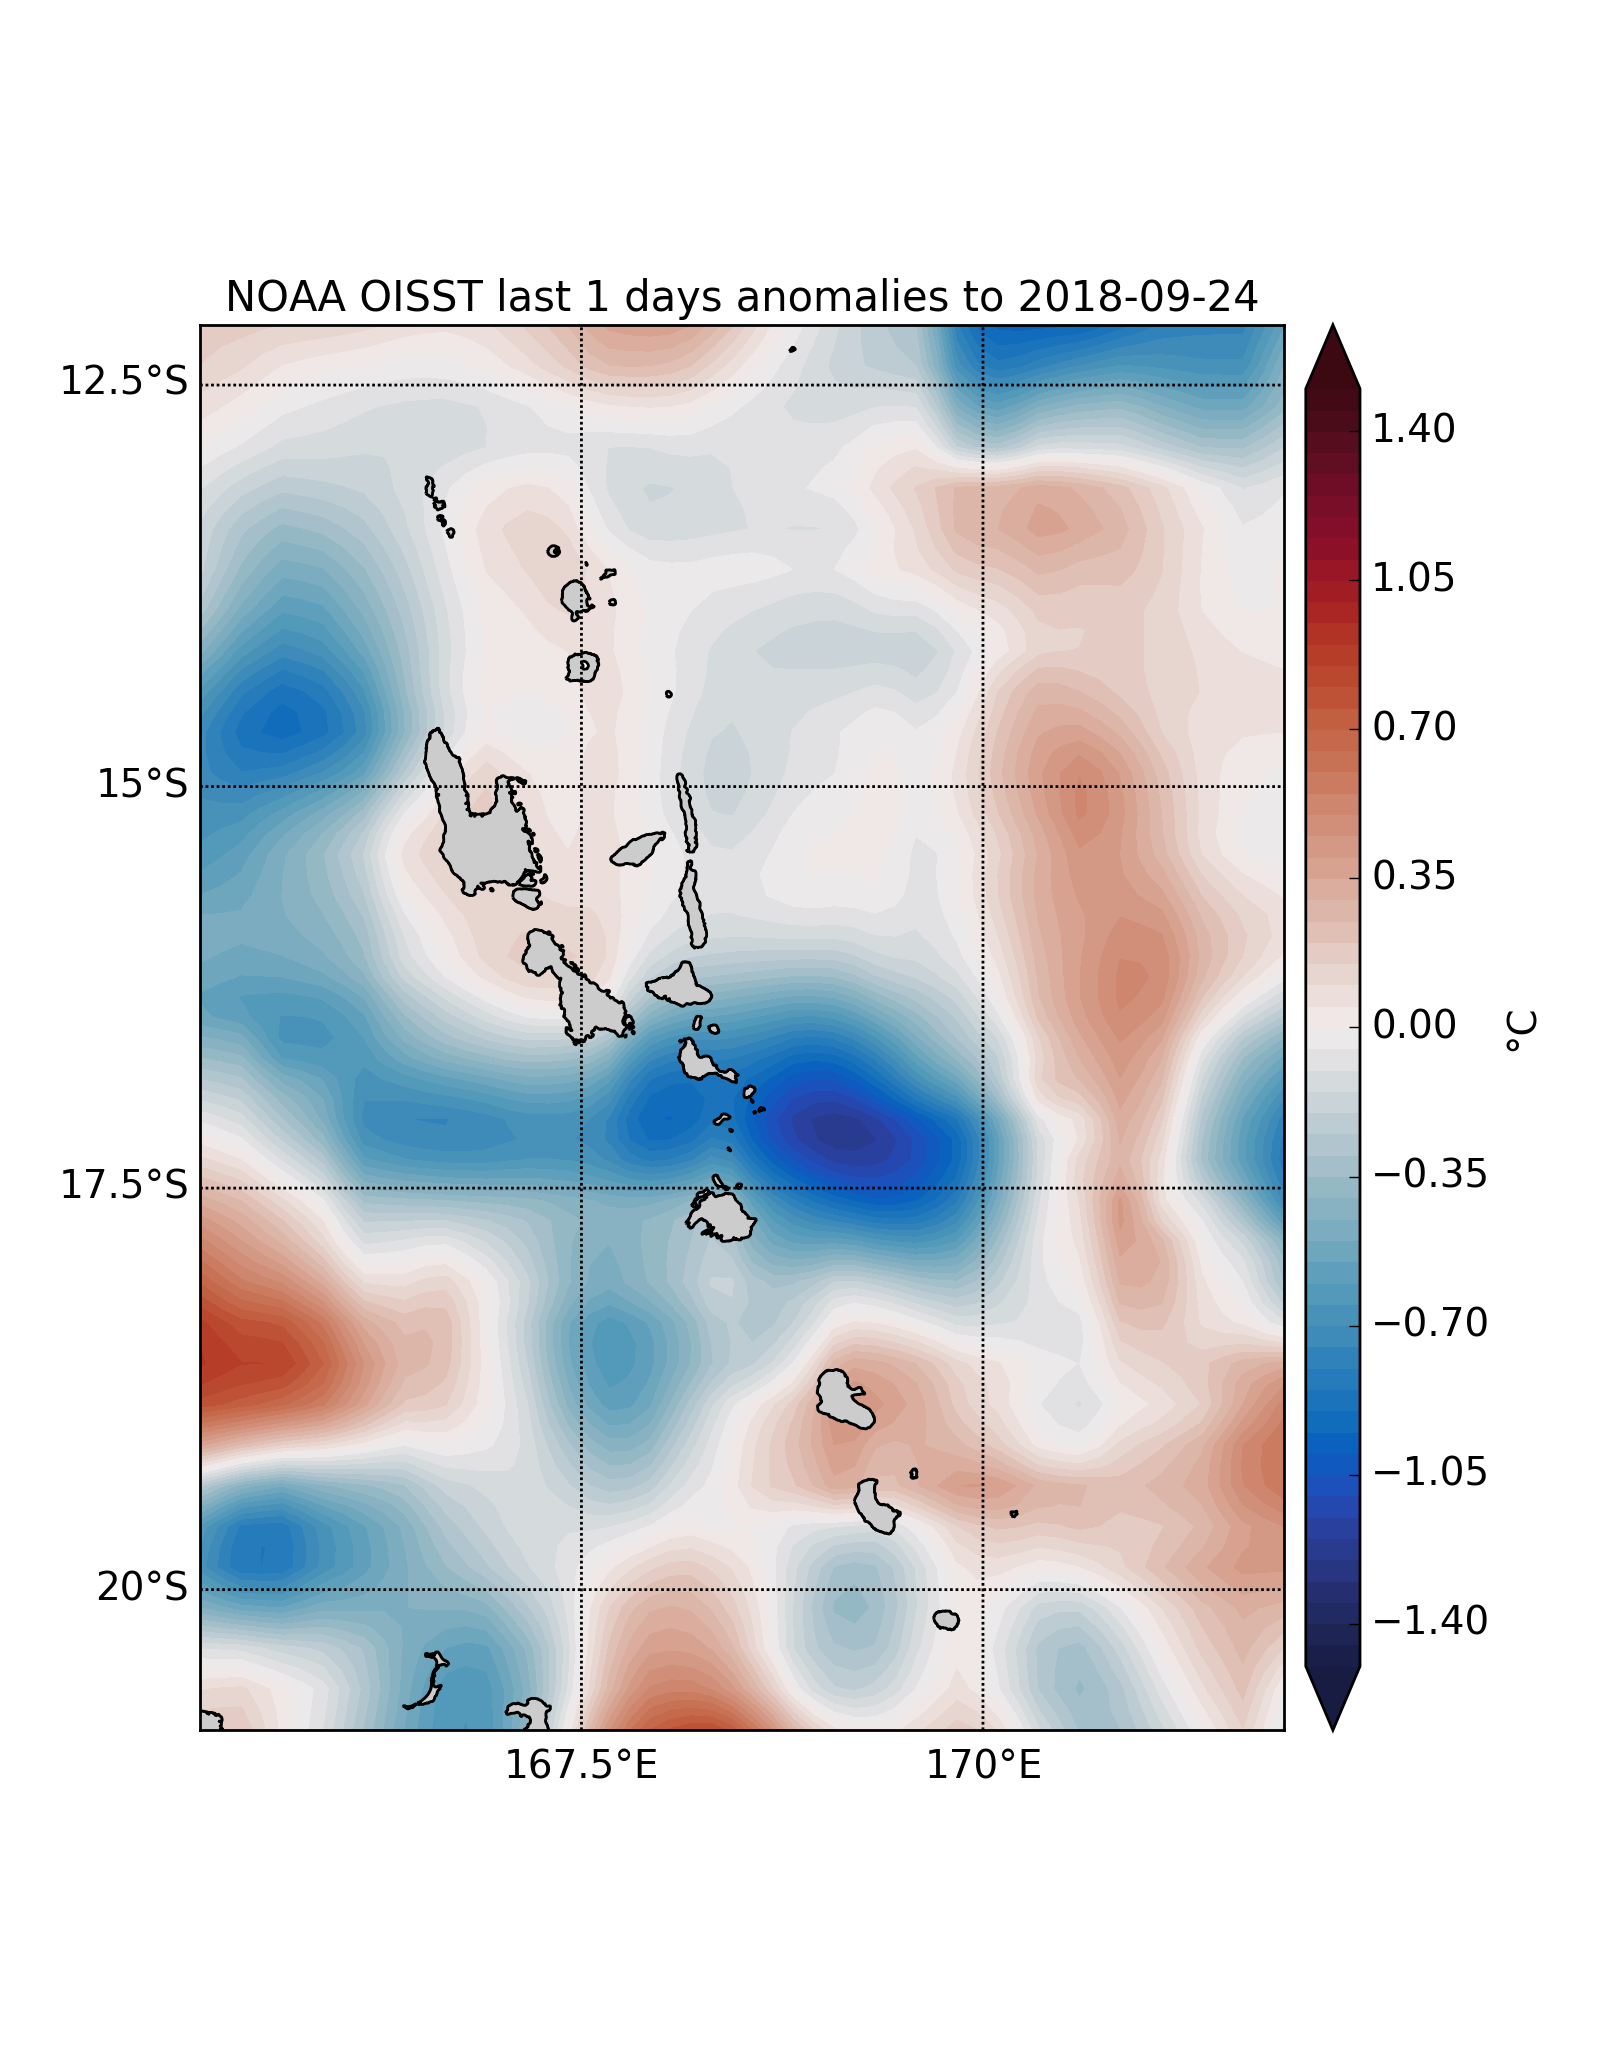 NOAA OISST last 1 days anomalies to 2018-09-24
12.5°S
15°S
17.5°S
20°S
167.5°E
170°E
1.40
1.05
0.70
0.35
0.00
−0.35
−0.70
−1.05
−1.40
°C